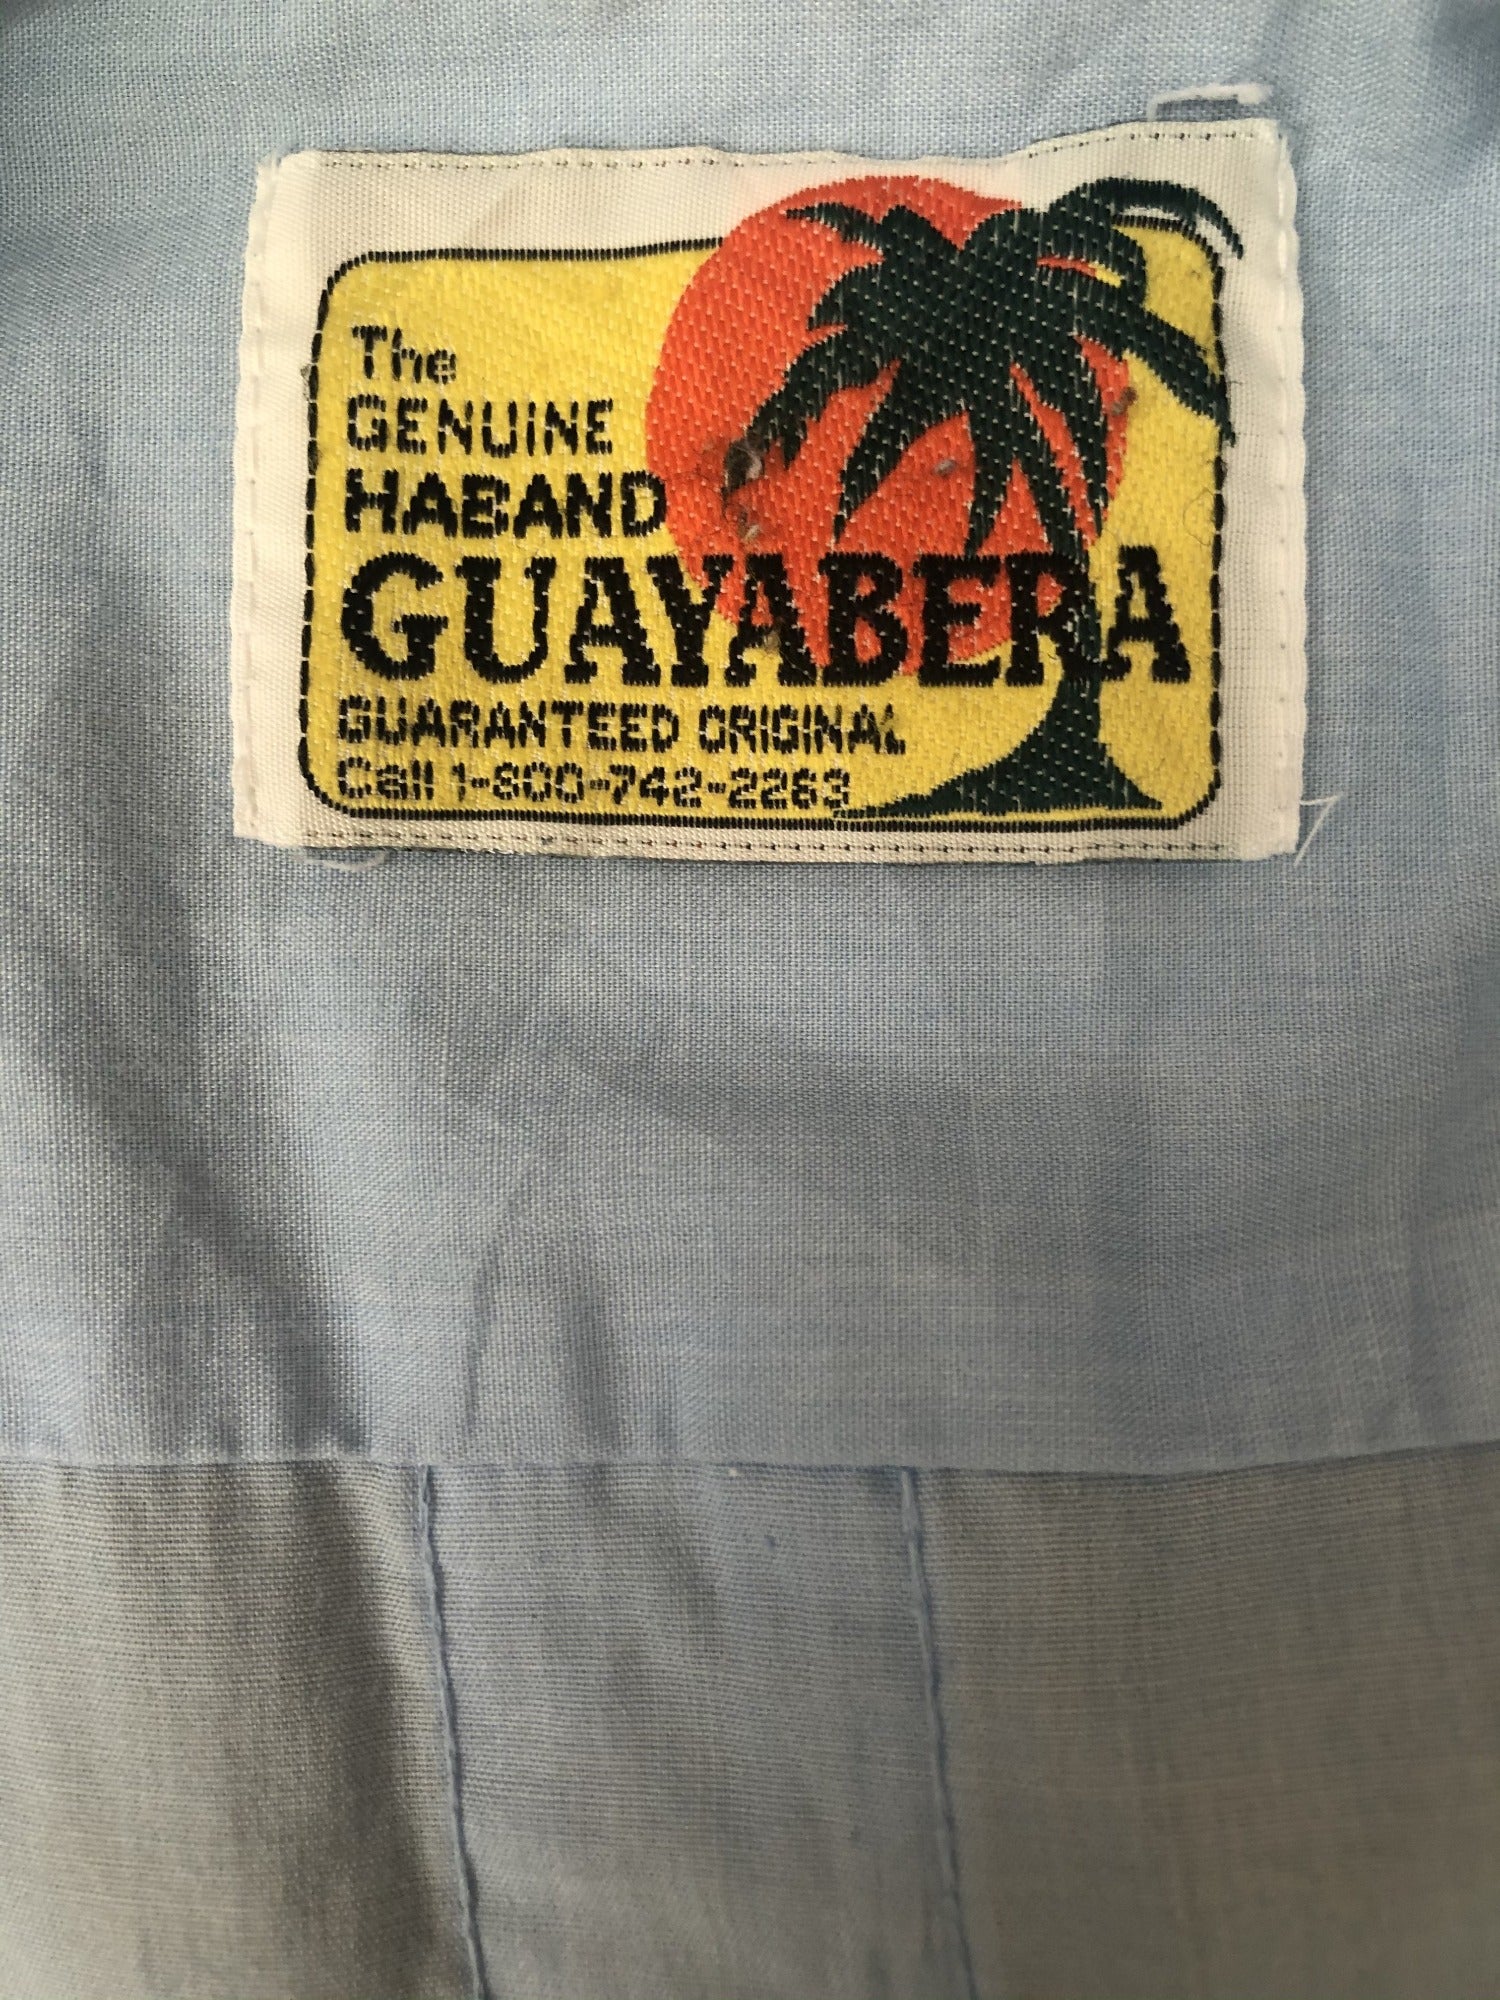 The
GENUINE
HABAND
GUAYABERA
GUARANTEED ORIGINAL
Call 1-800-742-2263